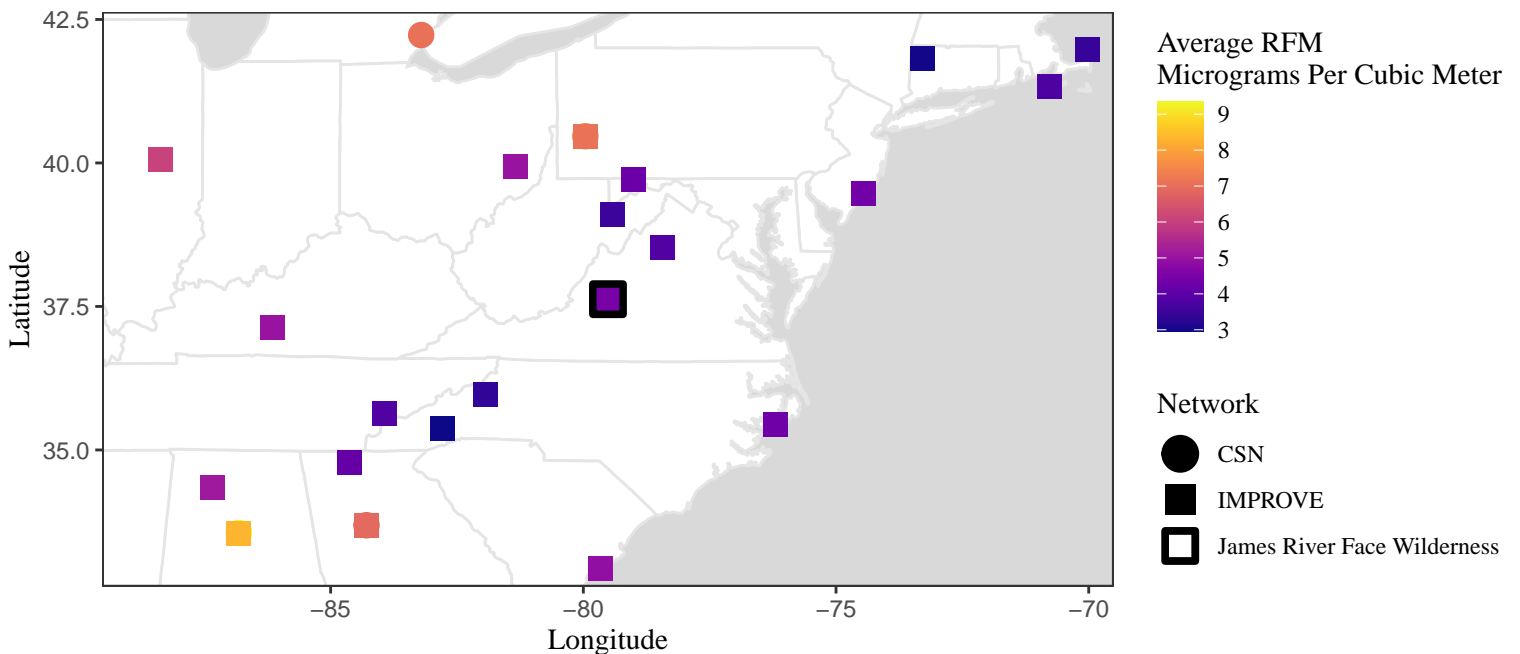 42.5
40.0
37.5
35.0
Latitude
−85
−80
−75
−70
Longitude
Average RFM
Micrograms Per Cubic Meter
9
8
7
6
5
4
3
Network
CSN
IMPROVE
James River Face Wilderness